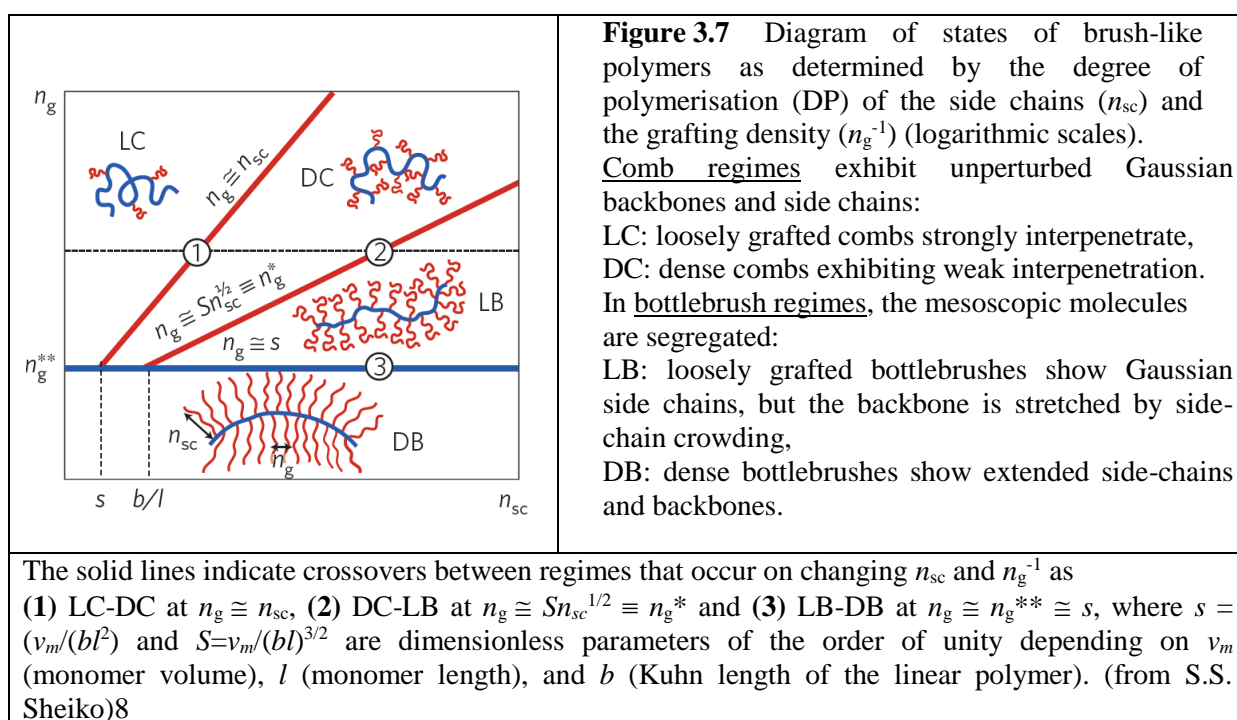 n_g
LC
n_g ≅ n_sc
DC
①
②
n_g ≅ Sn_sc^½ ≡ n_g^*
LB
n_g ≅ s
n_g^**
③
n_sc
DB
n_g
s
b/l
n_sc
Figure 3.7 Diagram of states of brush-like
polymers as determined by the degree of
polymerisation (DP) of the side chains (n_sc) and
the grafting density (n_g^-1) (logarithmic scales).
Comb regimes exhibit unperturbed Gaussian
backbones and side chains:
LC: loosely grafted combs strongly interpenetrate,
DC: dense combs exhibiting weak interpenetration.
In bottlebrush regimes, the mesoscopic molecules
are segregated:
LB: loosely grafted bottlebrushes show Gaussian
side chains, but the backbone is stretched by side-
chain crowding,
DB: dense bottlebrushes show extended side-chains
and backbones.
The solid lines indicate crossovers between regimes that occur on changing n_sc and n_g^-1 as
(1) LC-DC at n_g ≅ n_sc, (2) DC-LB at n_g ≅ Sn_sc^1/2 ≡ n_g* and (3) LB-DB at n_g ≅ n_g** ≅ s, where s =
(v_m/(bl^2) and S=v_m/(bl)^3/2 are dimensionless parameters of the order of unity depending on v_m
(monomer volume), l (monomer length), and b (Kuhn length of the linear polymer). (from S.S.
Sheiko)8